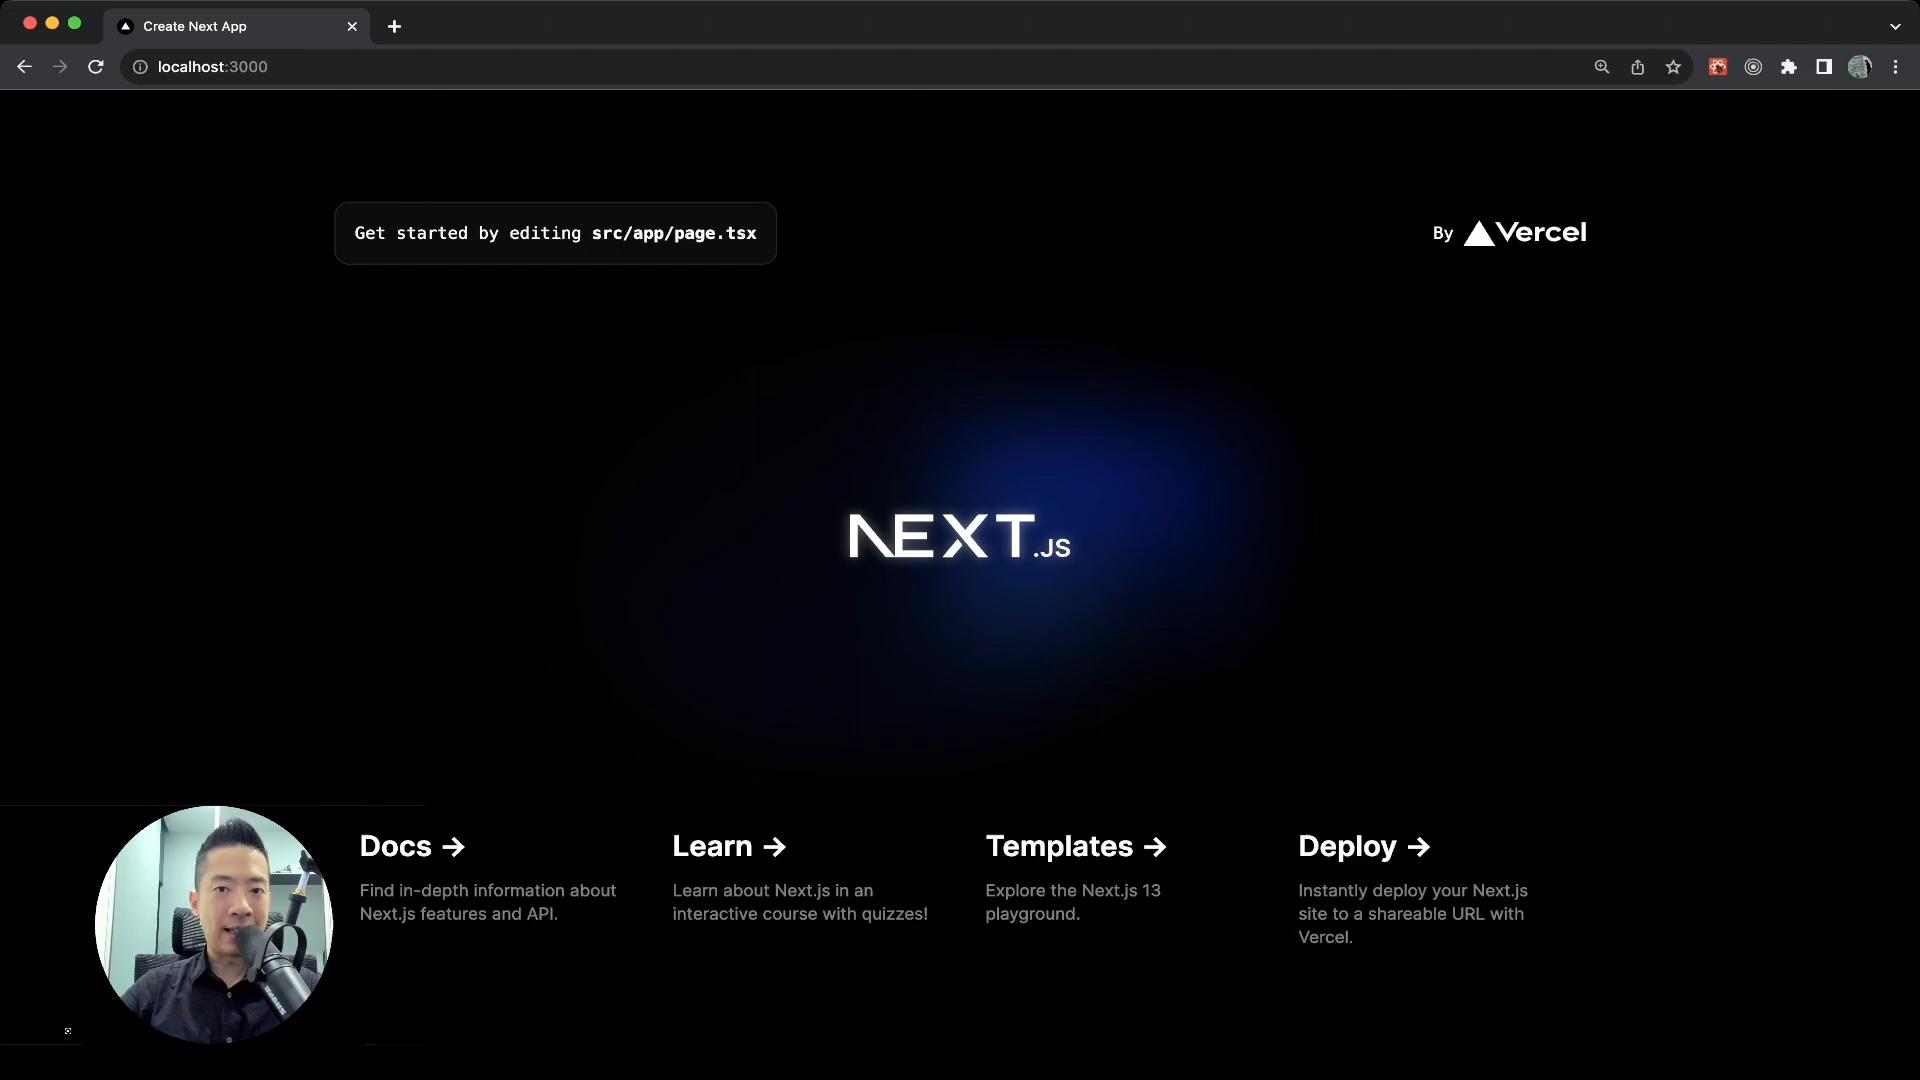 Create Next App
localhost:3000
Get started by editing src/app/page.tsx
By Vercel
NEXT.JS
Docs →
Find in-depth information about
Next.js features and API.
Learn →
Learn about Next.js in an
interactive course with quizzes!
Templates →
Explore the Next.js 13
playground.
Deploy →
Instantly deploy your Next.js
site to a shareable URL with
Vercel.